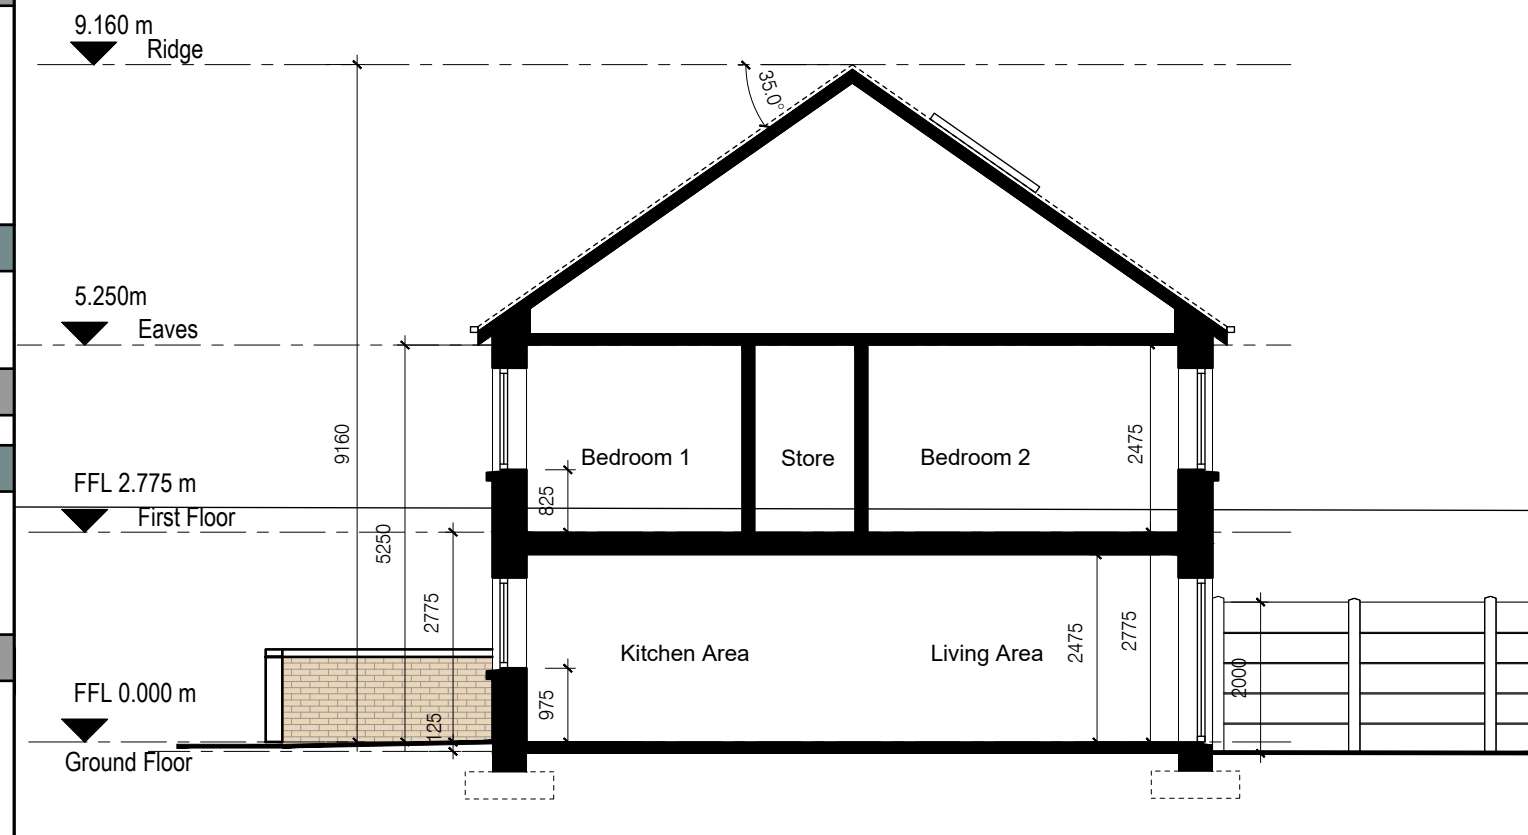 9.160 m
Ridge
35.0°
5.250m
Eaves
9160
Bedroom 1
Store
Bedroom 2
2475
FFL 2.775 m
First Floor
825
5250
2775
Kitchen Area
Living Area
2475
2775
2000
FFL 0.000 m
975
125
Ground Floor